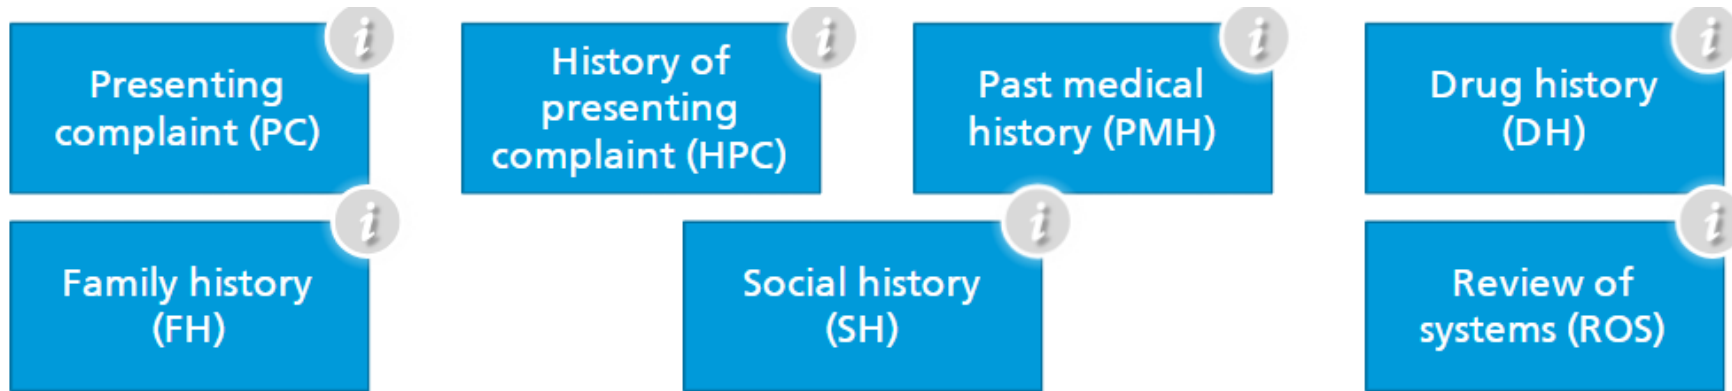 Presenting
complaint (PC)
History of
presenting
complaint (HPC)
Past medical
history (PMH)
Drug history
(DH)
Family history
(FH)
Social history
(SH)
Review of
systems (ROS)
i
i
i
i
i
i
i